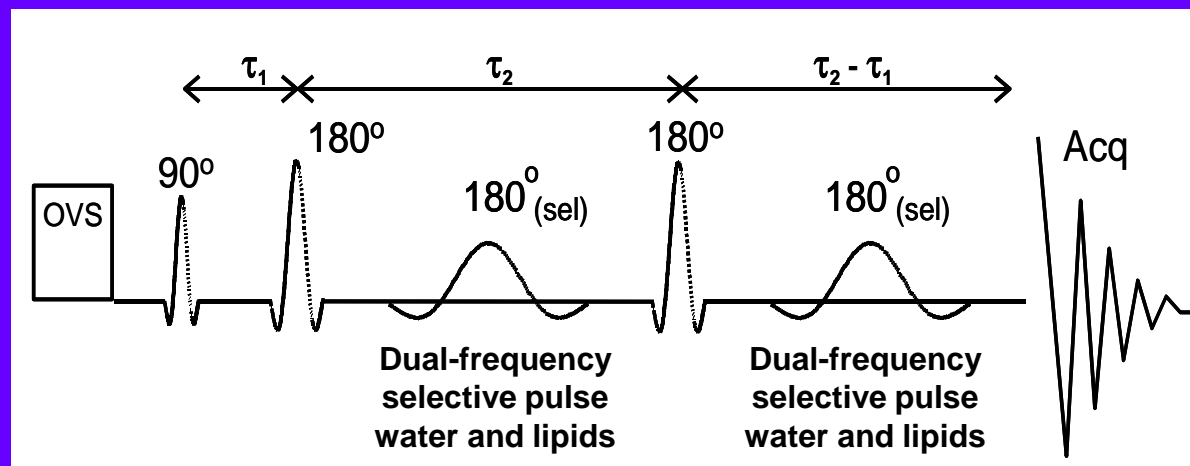 τ₁ τ₂ τ₂ - τ₁
90º 180º 180º Acq
OVS 180º (sel) 180º (sel)
Dual-frequency
selective pulse
water and lipids
Dual-frequency
selective pulse
water and lipids